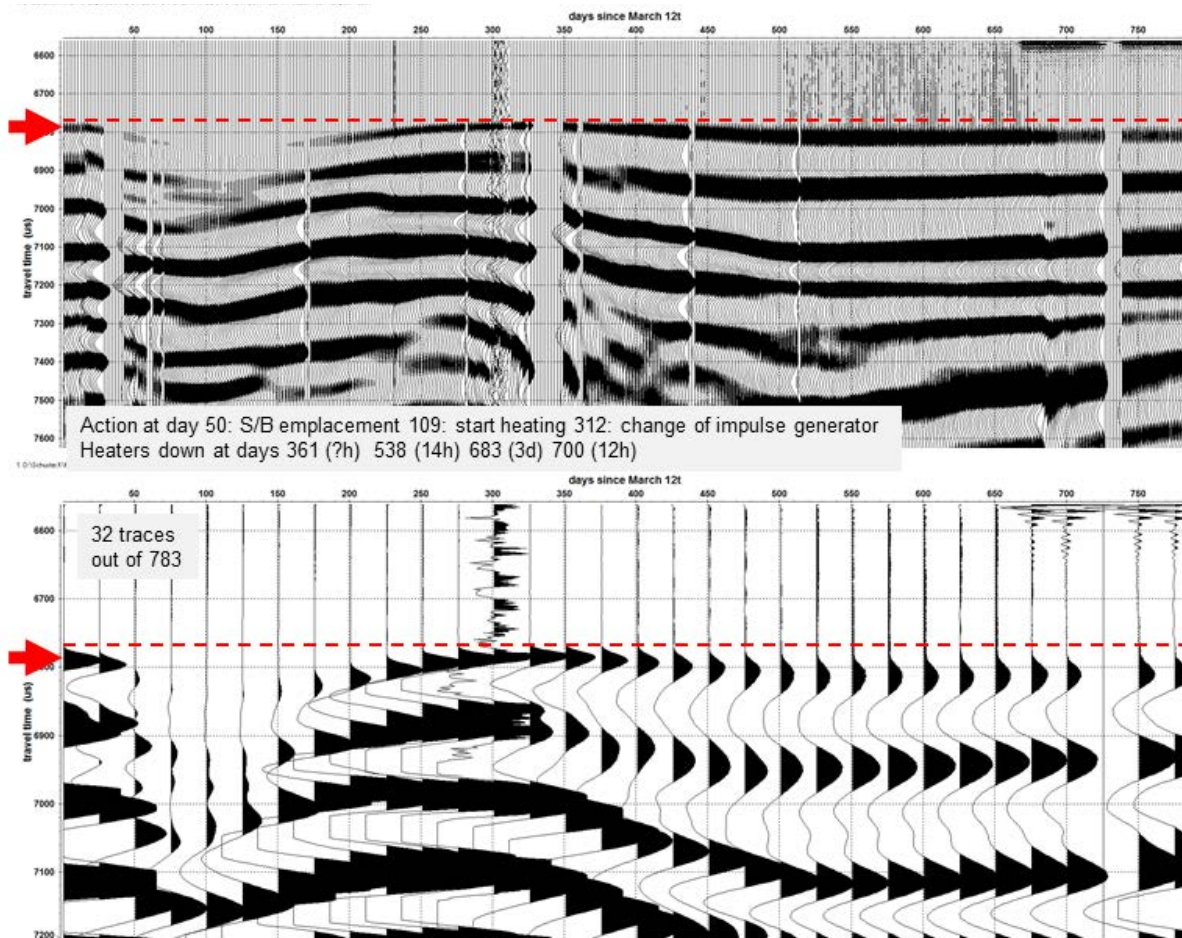 days since March 12t
50 100 150 200 250 300 350 400 450 500 550 600 650 700 750
6600
6700
6900
7000
7100
7200
7300
7400
7500
7600
travel time (us)
Action at day 50: S/B emplacement 109: start heating 312: change of impulse generator
Heaters down at days 361 (?h) 538 (14h) 683 (3d) 700 (12h)
days since March 12t
50 100 150 200 250 300 350 400 450 500 550 600 650 700 750
32 traces
out of 783
6600
6700
6900
7000
7100
7200
travel time (us)